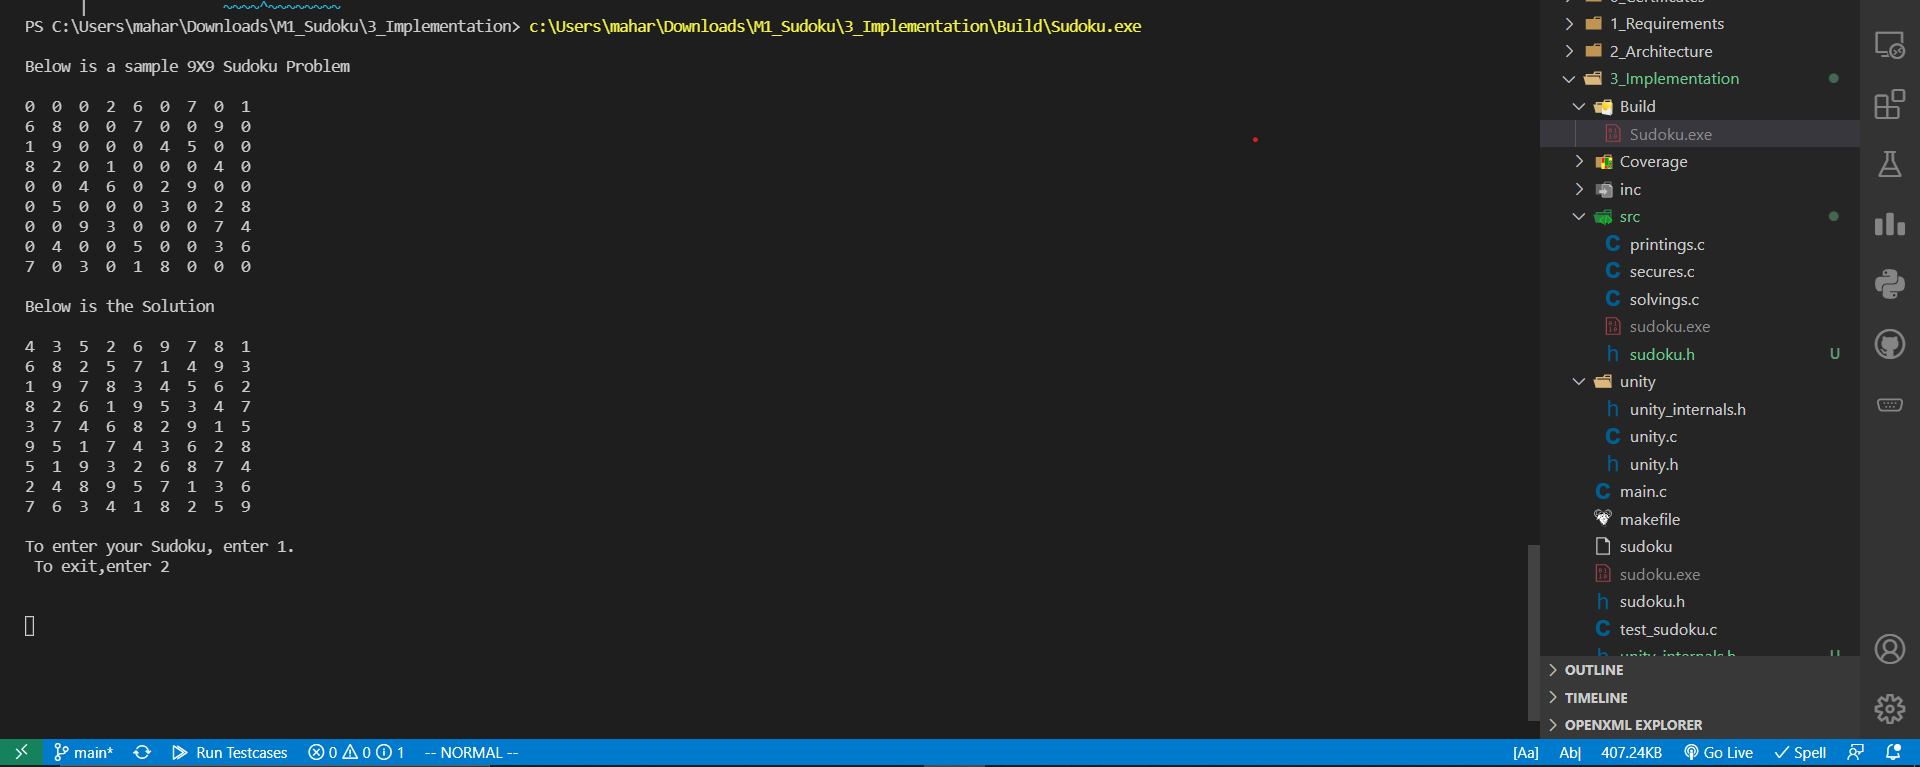 PS C:\Users\mahar\Downloads\M1_Sudoku\3_Implementation> c:\Users\mahar\Downloads\M1_Sudoku\3_Implementation\Build\Sudoku.exe
Below is a sample 9X9 Sudoku Problem
0 0 0 2 6 0 7 0 1
6 8 0 0 7 0 0 9 0
1 9 0 0 0 4 5 0 0
8 2 0 1 0 0 0 4 0
0 0 4 6 0 2 9 0 0
0 5 0 0 0 3 0 2 8
0 0 9 3 0 0 0 7 4
0 4 0 0 5 0 0 3 6
7 0 3 0 1 8 0 0 0
Below is the Solution
4 3 5 2 6 9 7 8 1
6 8 2 5 7 1 4 9 3
1 9 7 8 3 4 5 6 2
8 2 6 1 9 5 3 4 7
3 7 4 6 8 2 9 1 5
9 5 1 7 4 3 6 2 8
5 1 9 3 2 6 8 7 4
2 4 8 9 5 7 1 3 6
7 6 3 4 1 8 2 5 9
To enter your Sudoku, enter 1.
To exit,enter 2
1_Requirements
2_Architecture
3_Implementation
Build
Sudoku.exe
Coverage
inc
src
printings.c
secures.c
solvings.c
sudoku.exe
sudoku.h U
unity
unity_internals.h
unity.c
unity.h
main.c
makefile
sudoku
sudoku.exe
sudoku.h
test_sudoku.c
unity_internals.h U
OUTLINE
TIMELINE
OPENXML EXPLORER
main* Run Testcases 0 0 1 -- NORMAL -- [Aa] Ab| 407.24KB Go Live Spell